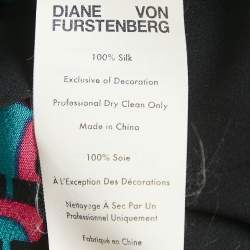 DIANE VON
FURSTENBERG
100% Silk
Exclusive of Decoration
Professional Dry Clean Only
Made in China
100% Soie
À L'Exception Des Décorations
Nettoyage A Sec Par Un
Professionnel Uniquement
Fabriqué en Chine